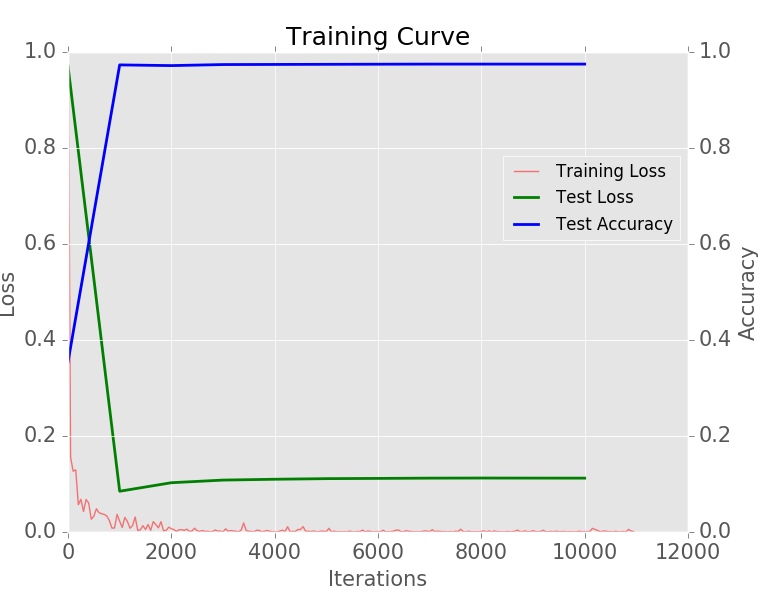 Training Curve
1.0
0.8
0.6
0.4
0.2
0.0
Loss
1.0
0.8
0.6
0.4
0.2
0.0
Accuracy
Training Loss
Test Loss
Test Accuracy
0 2000 4000 6000 8000 10000 12000
Iterations